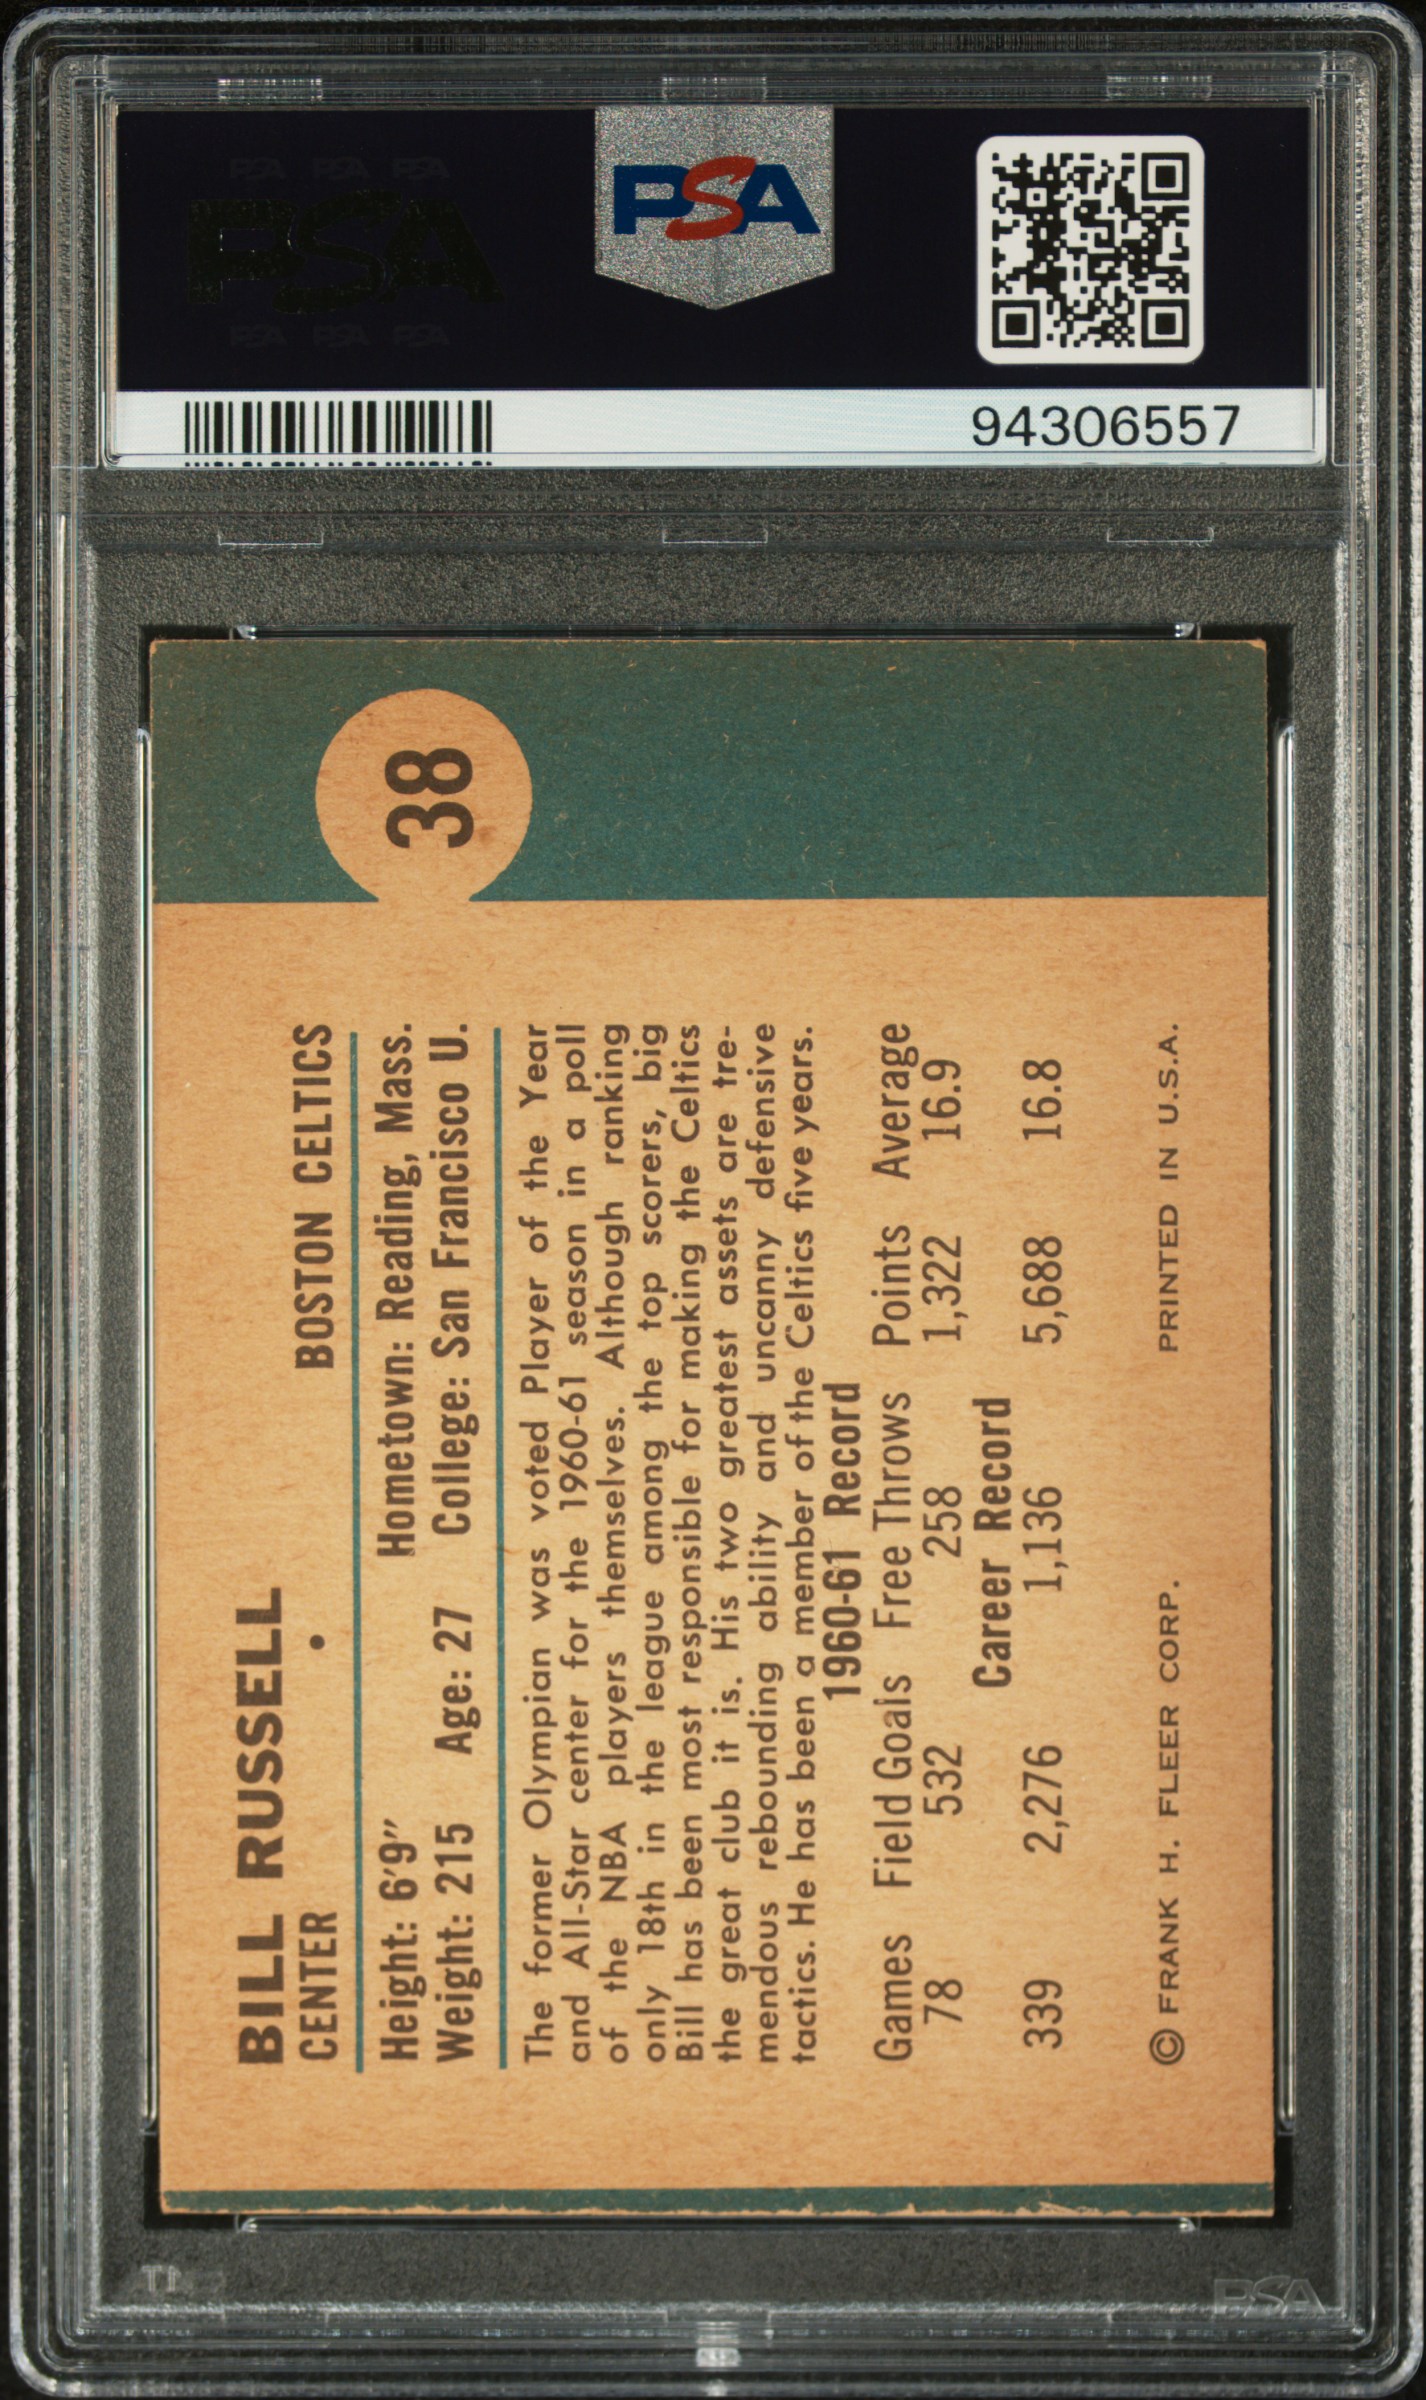 PSA PSA PSA
PSA
PSA PSA PSA
PSA
94306557
38
BILL RUSSELL
CENTER • BOSTON CELTICS
Height: 6'9" Hometown: Reading, Mass.
Weight: 215 Age: 27 College: San Francisco U.
The former Olympian was voted Player of the Year
and All-Star center for the 1960-61 season in a poll
of the NBA players themselves. Although ranking
only 18th in the league among the top scorers, big
Bill has been most responsible for making the Celtics
the great club it is. His two greatest assets are tre-
mendous rebounding ability and uncanny defensive
tactics. He has been a member of the Celtics five years.
1960-61 Record
Games Field Goals Free Throws Points Average
78 532 258 1,322 16.9
Career Record
339 2,276 1,136 5,688 16.8
© FRANK H. FLEER CORP. PRINTED IN U.S.A.
PSA